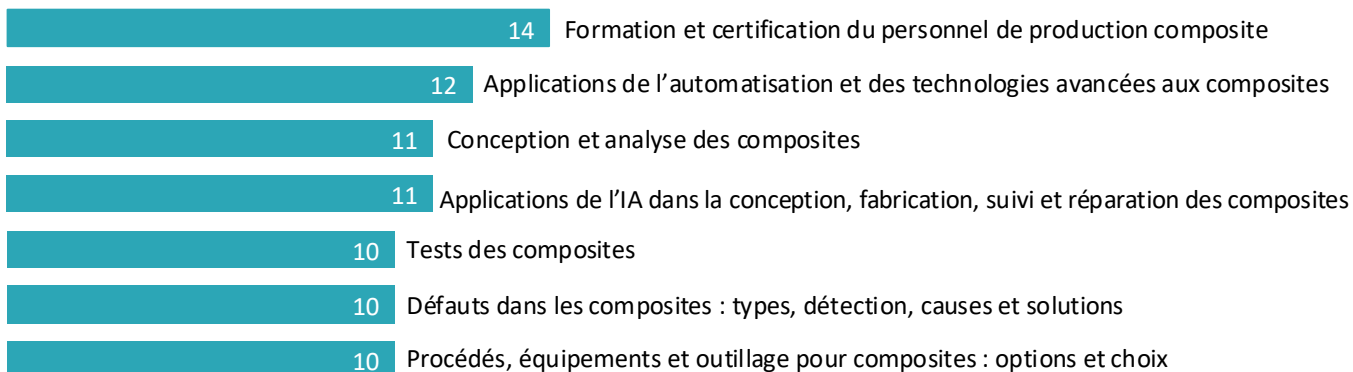 14 Formation et certification du personnel de production composite
12 Applications de l’automatisation et des technologies avancées aux composites
11 Conception et analyse des composites
11 Applications de l’IA dans la conception, fabrication, suivi et réparation des composites
10 Tests des composites
10 Défauts dans les composites : types, détection, causes et solutions
10 Procédés, équipements et outillage pour composites : options et choix